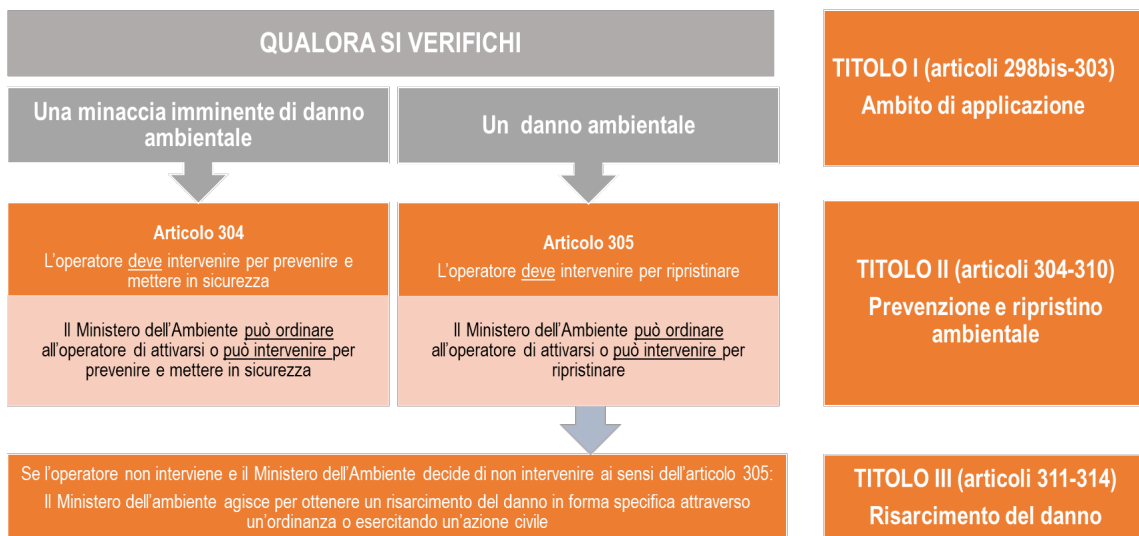 QUALORA SI VERIFICHI
Una minaccia imminente di danno
ambientale
Un danno ambientale
Articolo 304
L'operatore deve intervenire per prevenire e
mettere in sicurezza
Articolo 305
L'operatore deve intervenire per ripristinare
Il Ministero dell'Ambiente può ordinare
all'operatore di attivarsi o può intervenire per
prevenire e mettere in sicurezza
Il Ministero dell'Ambiente può ordinare
all'operatore di attivarsi o può intervenire per
ripristinare
Se l'operatore non interviene e il Ministero dell'Ambiente decide di non intervenire ai sensi dell'articolo 305:
Il Ministero dell'ambiente agisce per ottenere un risarcimento del danno in forma specifica attraverso
un'ordinanza o esercitando un'azione civile
TITOLO I (articoli 298bis-303)
Ambito di applicazione
TITOLO II (articoli 304-310)
Prevenzione e ripristino
ambientale
TITOLO III (articoli 311-314)
Risarcimento del danno